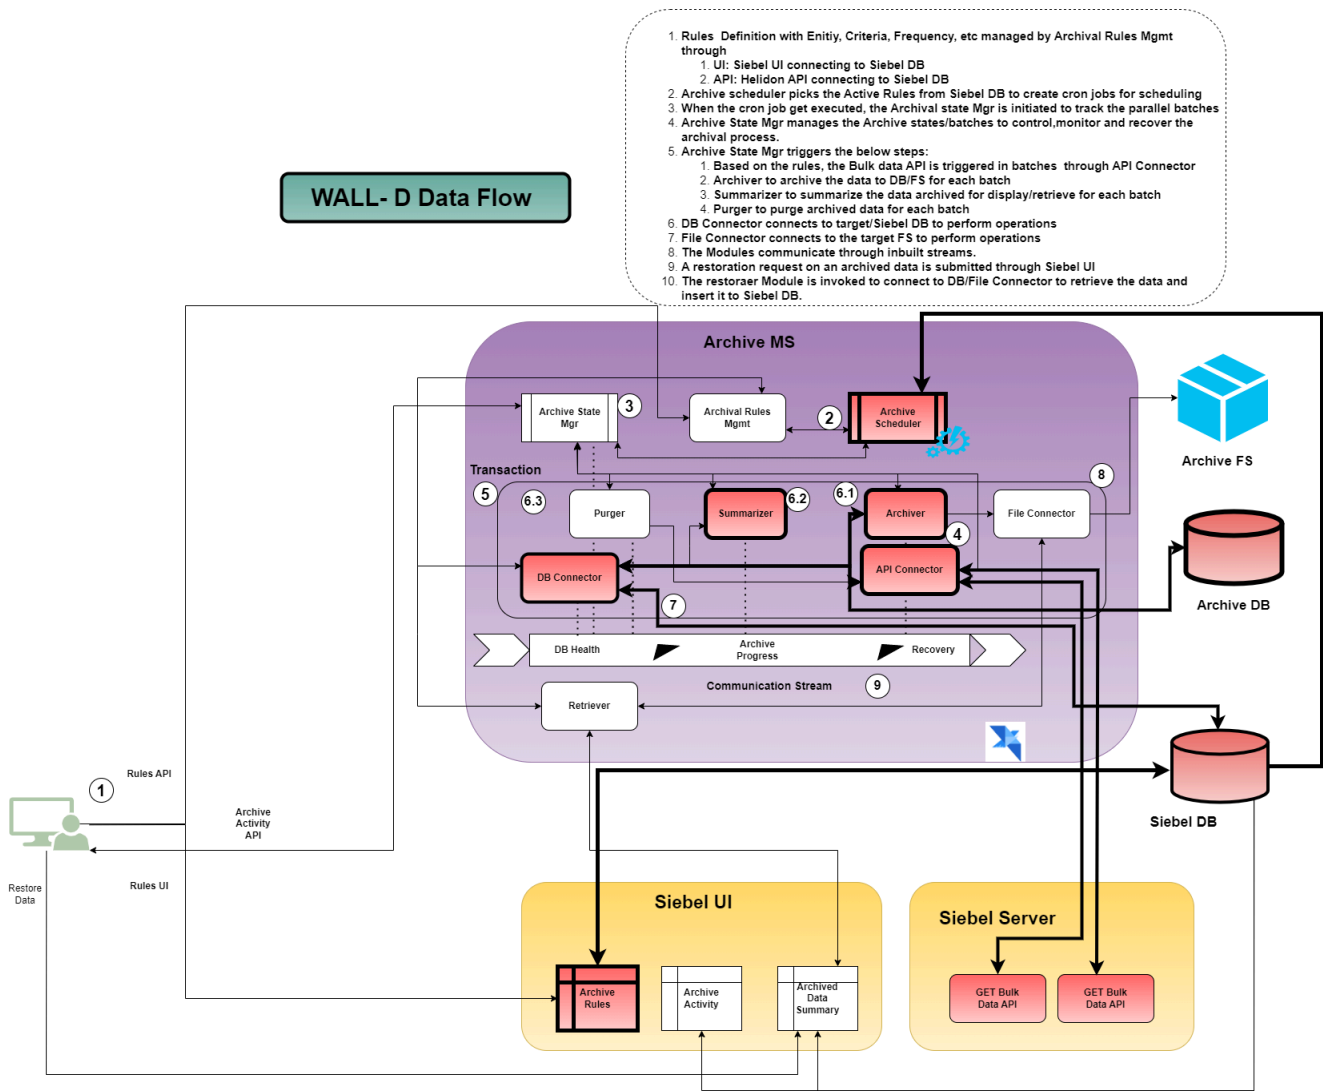 1. Rules  Definition with Enitiy, Criteria, Frequency, etc managed by Archival Rules Mgmt
through
1. UI: Siebel UI connecting to Siebel DB
2. API: Helidon API connecting to Siebel DB
2. Archive scheduler picks the Active Rules from Siebel DB to create cron jobs for scheduling
3. When the cron job get executed, the Archival state Mgr is initiated to track the parallel batches
4. Archive State Mgr manages the Archive states/batches to control,monitor and recover the
archival process.
5. Archive State Mgr triggers the below steps:
1. Based on the rules, the Bulk data API is triggered in batches  through API Connector
2. Archiver to archive the data to DB/FS for each batch
3. Summarizer to summarize the data archived for display/retrieve for each batch
4. Purger to purge archived data for each batch
6. DB Connector connects to target/Siebel DB to perform operations
7. File Connector connects to the target FS to perform operations
8. The Modules communicate through inbuilt streams.
9. A restoration request on an archived data is submitted through Siebel UI
10. The restoraer Module is invoked to connect to DB/File Connector to retrieve the data and
insert it to Siebel DB.
WALL- D Data Flow
Archive MS
Archive State
Mgr
3
Archival Rules
Mgmt
2
Archive
Scheduler
Archive FS
Transaction
5
6.3
Purger
Summarizer
6.2
6.1
Archiver
File Connector
8
4
DB Connector
API Connector
7
Archive DB
DB Health
Archive
Progress
Recovery
Communication Stream
9
Retriever
Siebel DB
1
Rules API
Archive
Activity
API
Rules UI
Restore
Data
Siebel UI
Archive
Rules
Archive
Activity
Archived
Data
Summary
Siebel Server
GET Bulk
Data API
GET Bulk
Data API